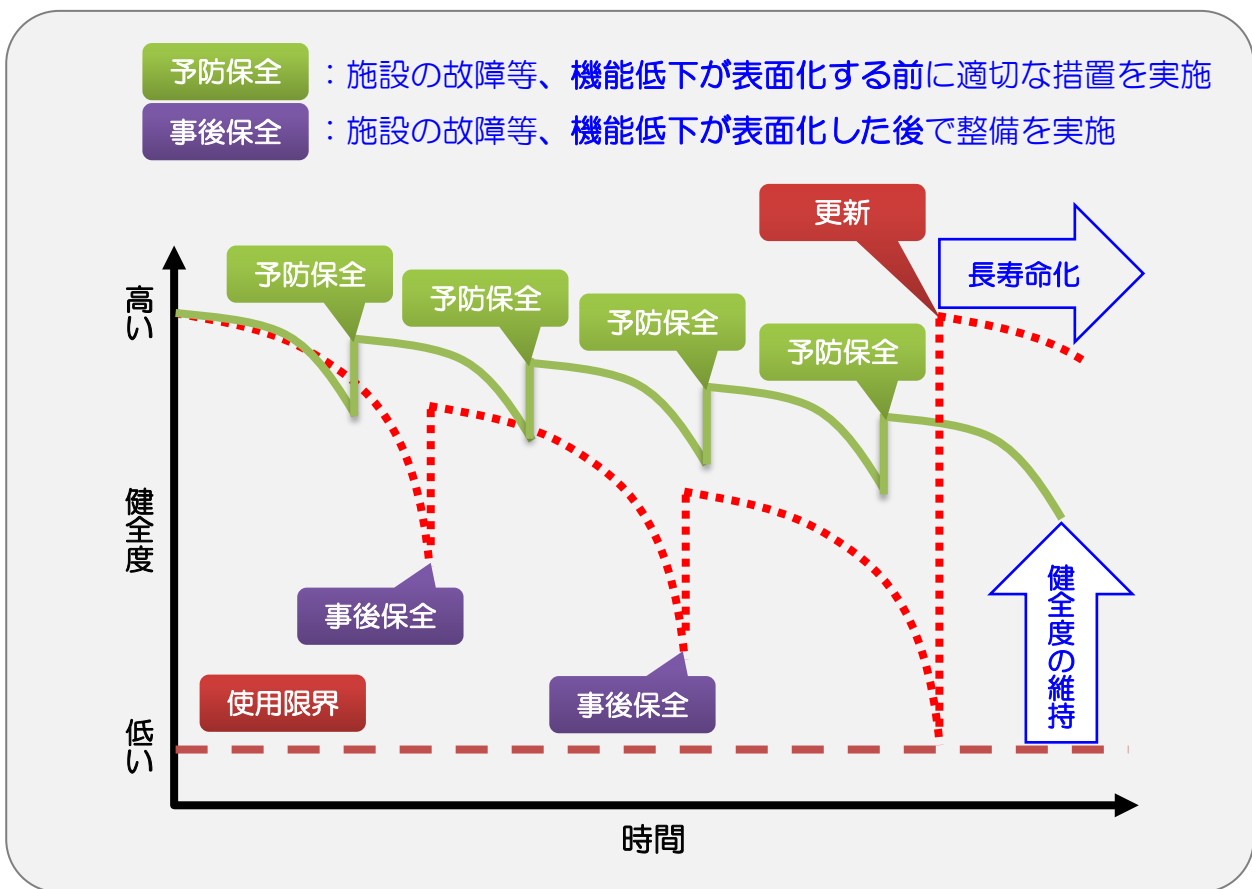 予防保全 ：施設の故障等、機能低下が表面化する前に適切な措置を実施
事後保全 ：施設の故障等、機能低下が表面化した後で整備を実施
更新
長寿命化
予防保全
予防保全
予防保全
予防保全
高い
健全度
低い
事後保全
事後保全
使用限界
健全度の維持
時間